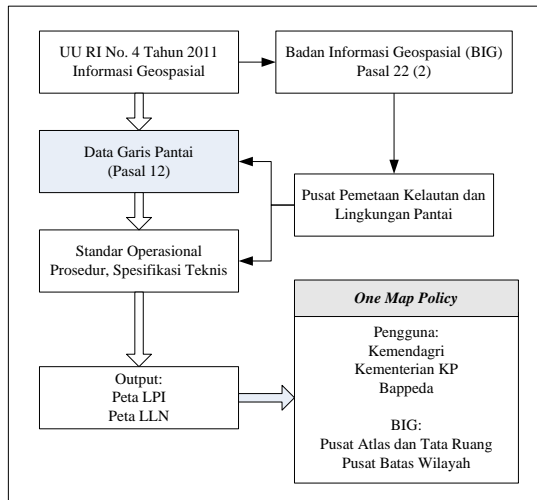 UU RI No. 4 Tahun 2011
Informasi Geospasial
Badan Informasi Geospasial (BIG)
Pasal 22 (2)
Data Garis Pantai
(Pasal 12)
Pusat Pemetaan Kelautan dan
Lingkungan Pantai
Standar Operasional
Prosedur, Spesifikasi Teknis
One Map Policy
Pengguna:
Kemendagri
Kementerian KP
Bappeda
BIG:
Pusat Atlas dan Tata Ruang
Pusat Batas Wilayah
Output:
Peta LPI
Peta LLN